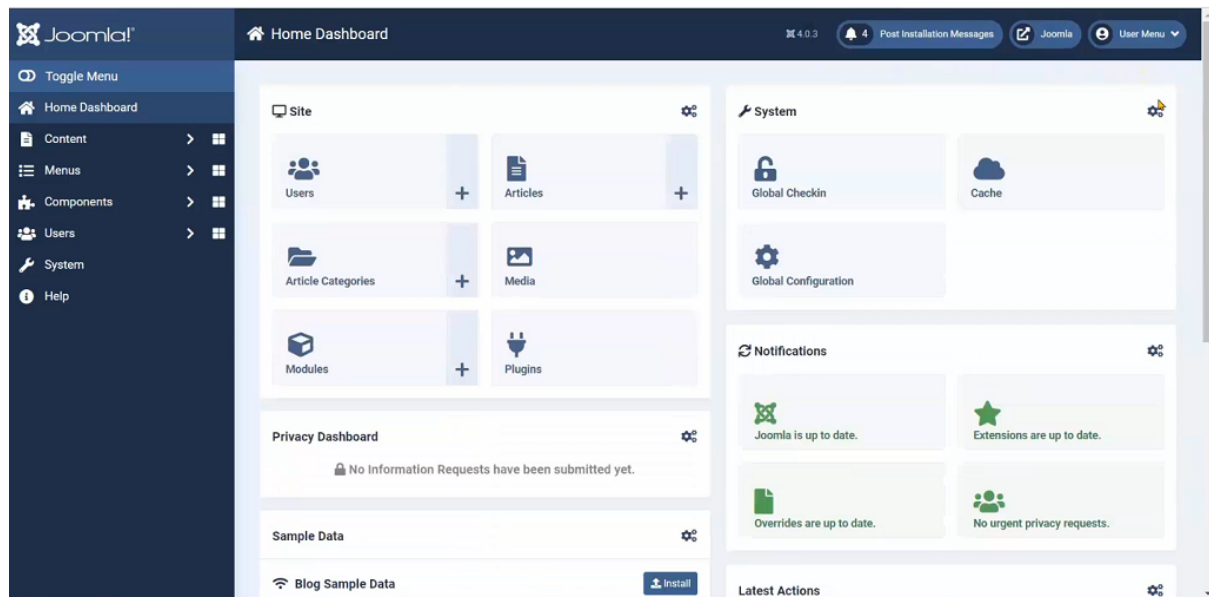 Joomla!
Home Dashboard
4.0.3
4 Post Installation Messages
Joomla
User Menu
Toggle Menu
Home Dashboard
Content
Menus
Components
Users
System
Help
Site
Users
Articles
Article Categories
Media
Modules
Plugins
Privacy Dashboard
No Information Requests have been submitted yet.
Sample Data
Blog Sample Data
Install
System
Global Checkin
Cache
Global Configuration
Notifications
Joomla is up to date.
Extensions are up to date.
Overrides are up to date.
No urgent privacy requests.
Latest Actions